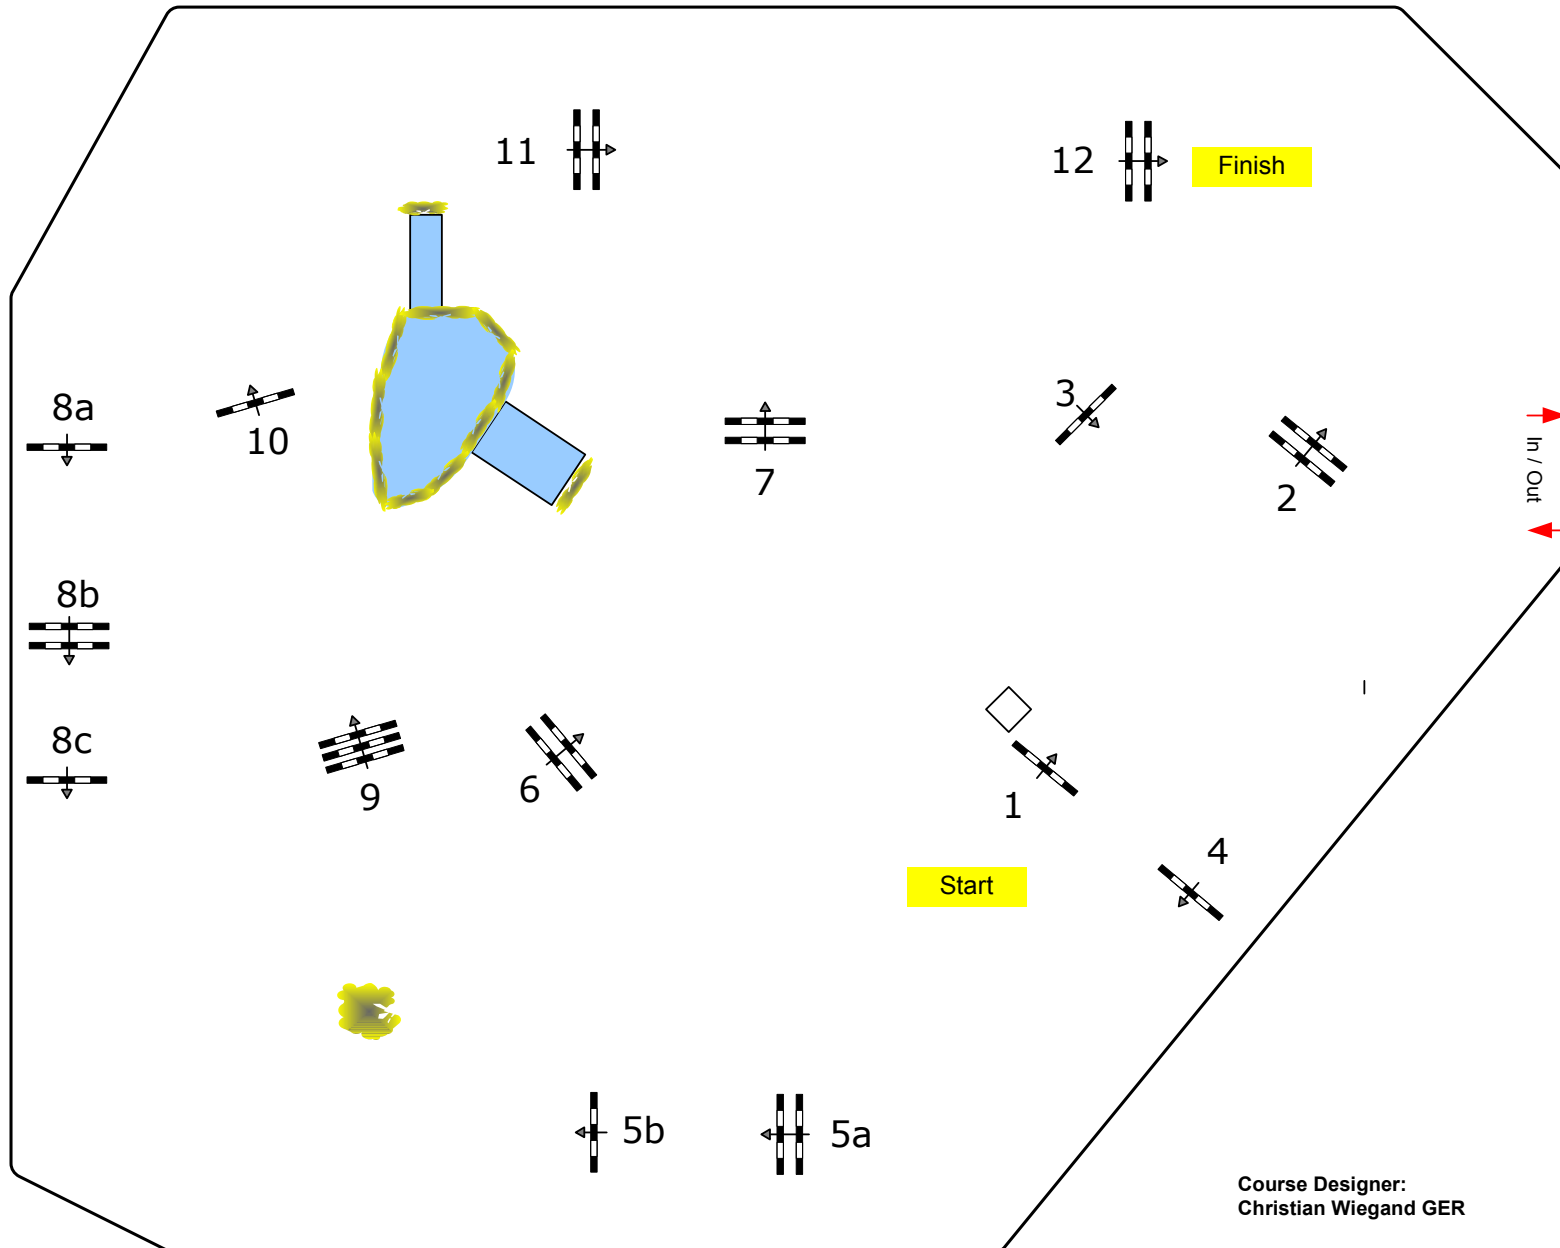 11
12
Finish
8a
3
10
7
2
In / Out
8b
8c
9
6
1
4
Start
5b
5a
Course Designer:
Christian Wiegand GER